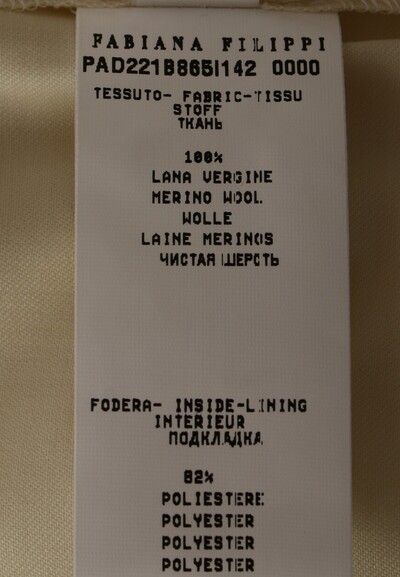 FABIANA FILIPPI
PAD221B865I142 0000
TESSUTO- FABRIC-TISSU
STOFF
ТКАНЬ
100%
LANA VERGINE
MERINO WOOL
WOLLE
LAINE MERINOS
ЧИСТАЯ ШЕРСТЬ
FODERA- INSIDE-LINING
INTERIEUR
ПОДКЛАДКА
82%
POLIESTERE
POLYESTER
POLYESTER
POLYESTER